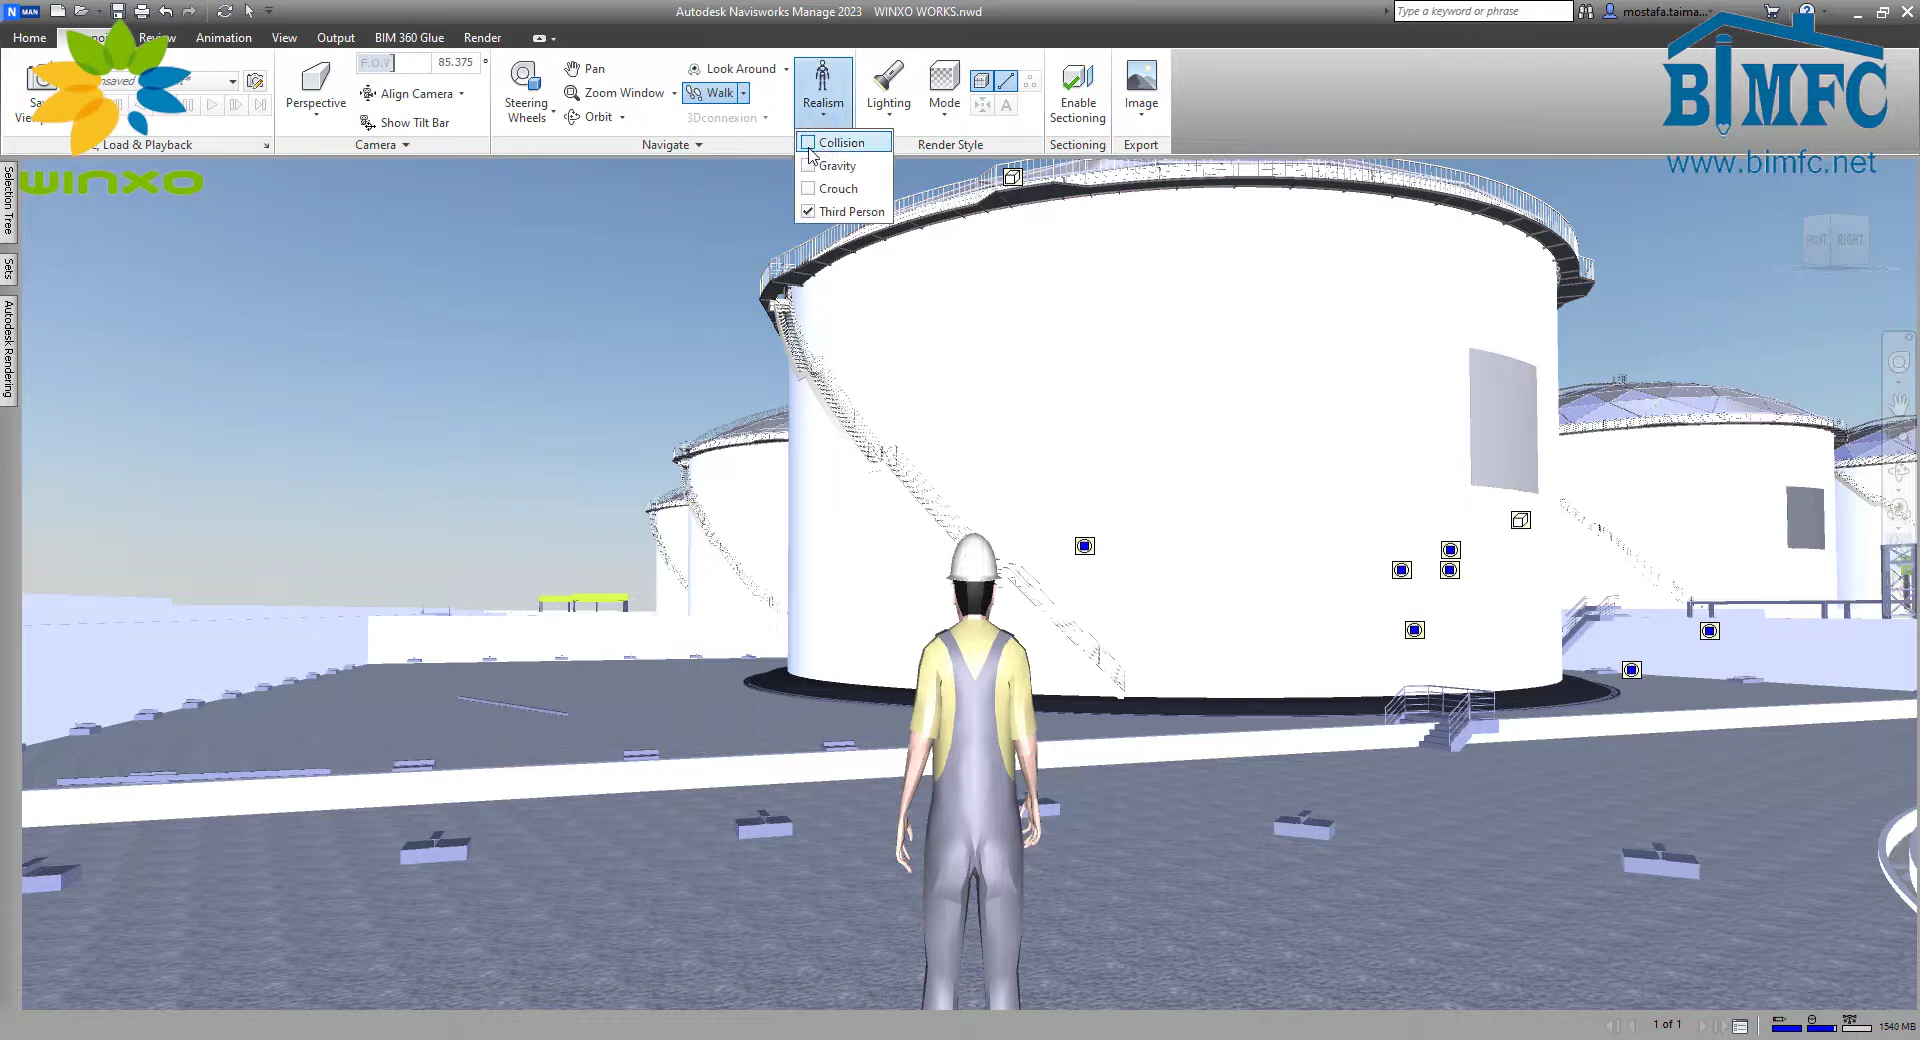 MAN
Autodesk Navisworks Manage 2023 WINXO WORKS.nwd
Type a keyword or phrase
mostafa.taima...
Home
Review
Animation
View
Output
BIM 360 Glue
Render
F.O.V
85.375
°
Perspective
Align Camera
Show Tilt Bar
Steering Wheels
Pan
Zoom Window
Orbit
Look Around
Walk
3Dconnexion
Realism
Lighting
Mode
Enable Sectioning
Image
, Load & Playback
Camera
Navigate
Render Style
Sectioning
Export
Collision
Gravity
Crouch
Third Person
BIMFC
www.bimfc.net
WINXO
Selection Tree
Sets
Autodesk Rendering
FRONT
RIGHT
1 of 1
1540 MB